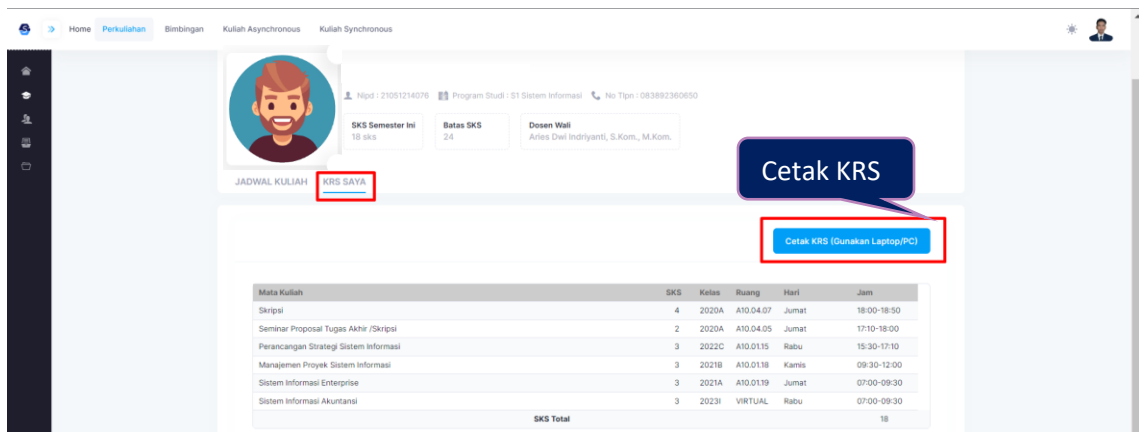 Home Perkuliahan Bimbingan Kuliah Asynchronous Kuliah Synchronous
Nipd : 21051214076 Program Studi : S1 Sistem Informasi No Tlpn : 083892360650
SKS Semester Ini Batas SKS Dosen Wali
18 sks 24 Aries Dwi Indriyanti, S.Kom., M.Kom.
Cetak KRS
JADWAL KULIAH KRS SAYA
Cetak KRS (Gunakan Laptop/PC)
Mata Kuliah SKS Kelas Ruang Hari Jam
Skripsi 4 2020A A10.04.07 Jumat 18:00-18:50
Seminar Proposal Tugas Akhir /Skripsi 2 2020A A10.04.05 Jumat 17:10-18:00
Perancangan Strategi Sistem Informasi 3 2022C A10.01.15 Rabu 15:30-17:10
Manajemen Proyek Sistem Informasi 3 2021B A10.01.18 Kamis 09:30-12:00
Sistem Informasi Enterprise 3 2021A A10.01.19 Jumat 07:00-09:30
Sistem Informasi Akuntansi 3 2023I VIRTUAL Rabu 07:00-09:30
SKS Total 18